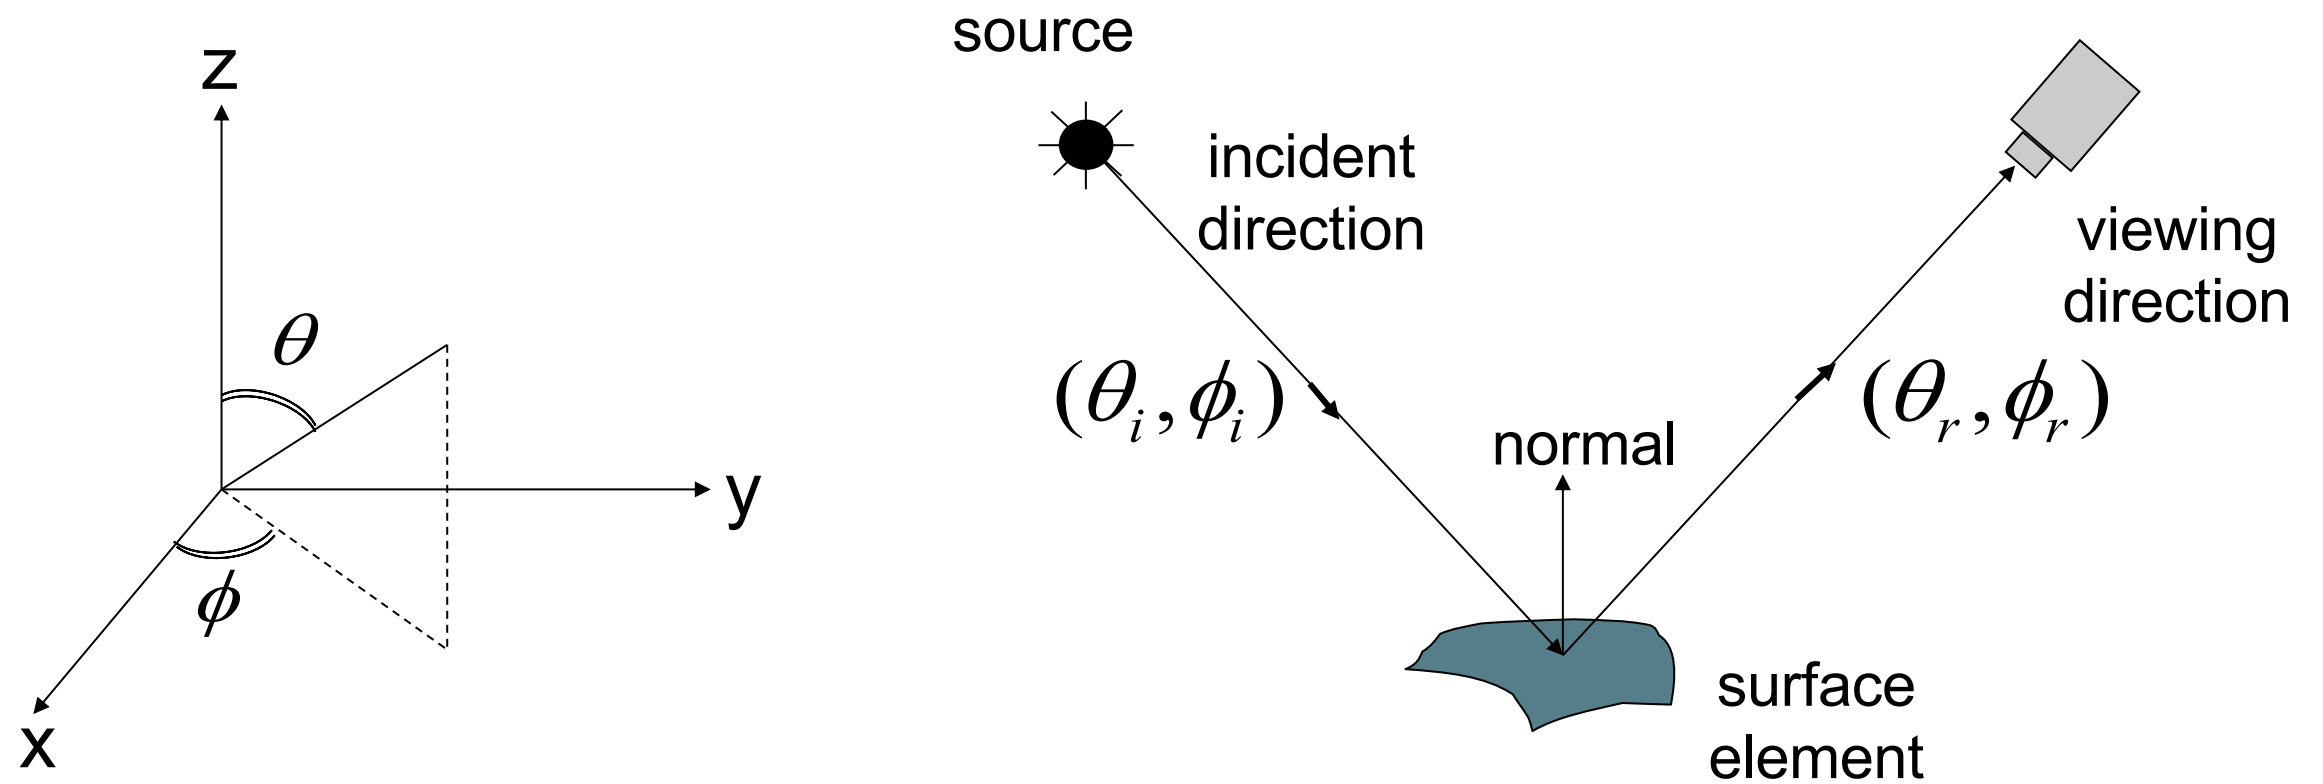 z
θ
y
ϕ
x
source
incident
direction
viewing
direction
(θᵢ, ϕᵢ)
(θᵣ, ϕᵣ)
normal
surface
element